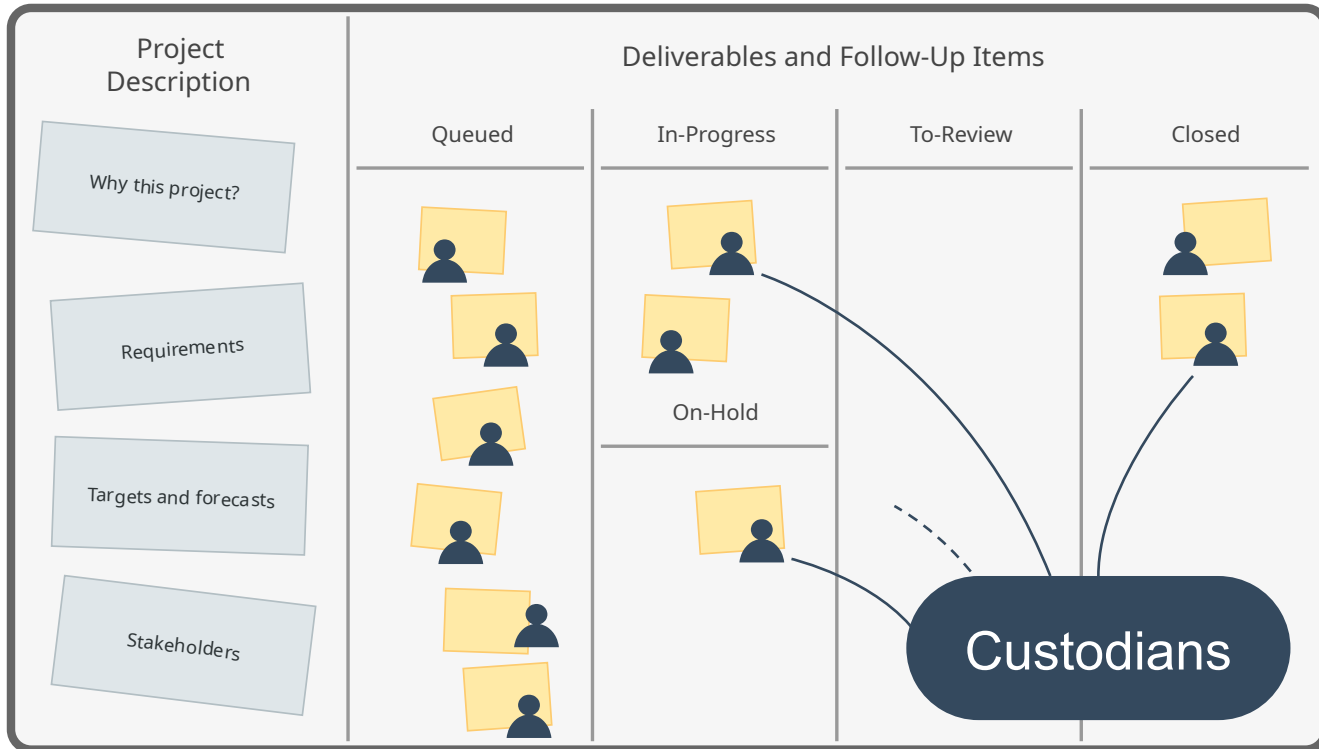 Project
Description
Why this project?
Requirements
Targets and forecasts
Stakeholders
Deliverables and Follow-Up Items
Queued
In-Progress
On-Hold
To-Review
Closed
Custodians